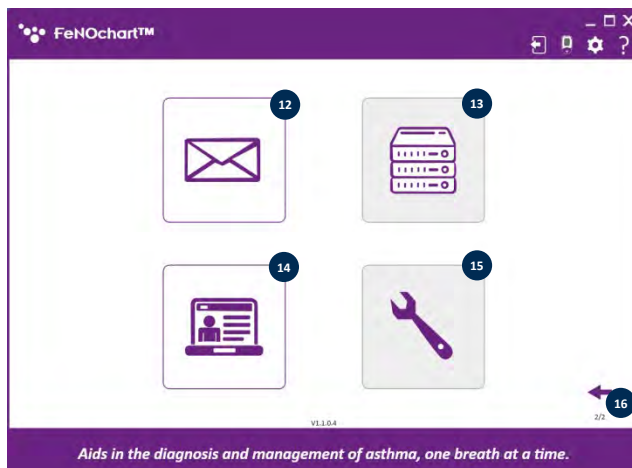 FeNOchart™
?
12
13
14
15
16
2/2
V1.1.0.4
Aids in the diagnosis and management of asthma, one breath at a time.